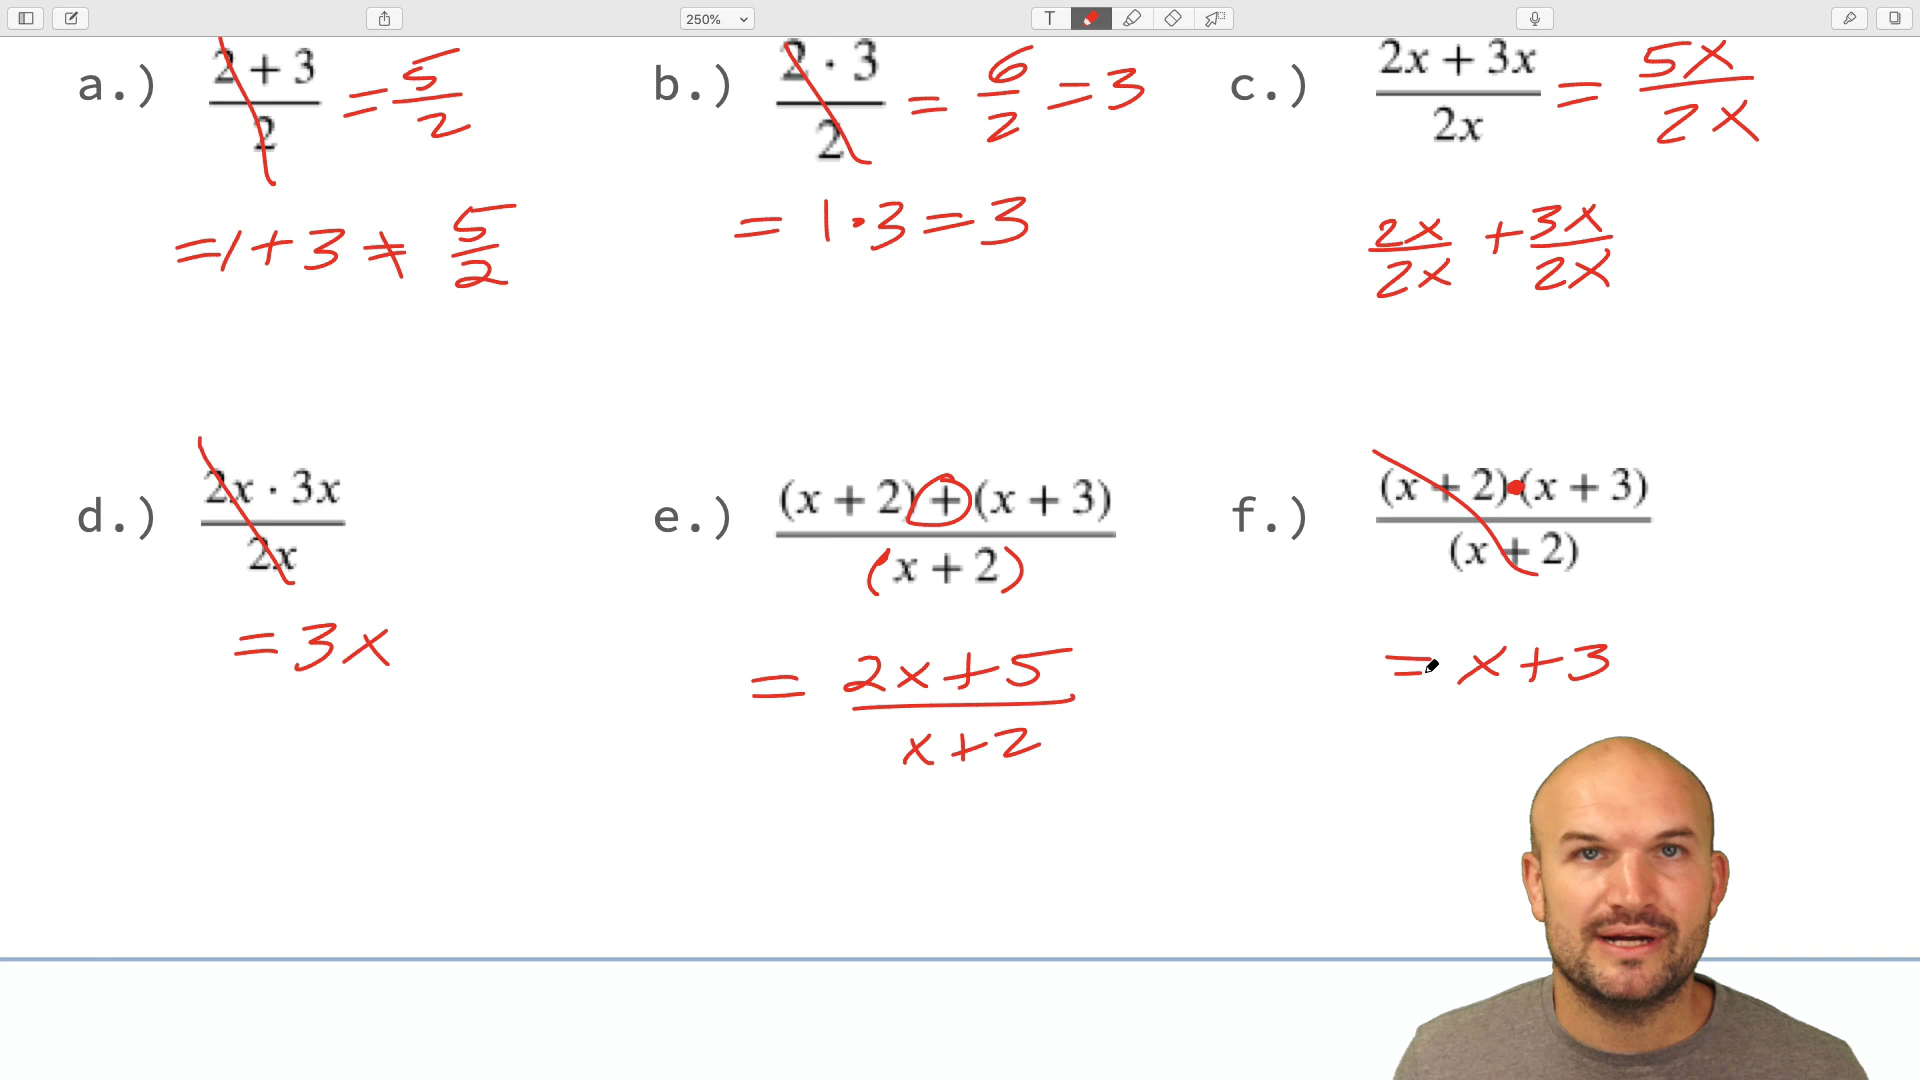 250%
T
a.) 2 + 3 / 2 = 5/2
= 1 + 3 ≠ 5/2
b.) 2 · 3 / 2 = 6/2 = 3
= 1 · 3 = 3
c.) 2x + 3x / 2x = 5x/2x
2x/2x + 3x/2x
d.) 2x · 3x / 2x
= 3x
e.) (x + 2) + (x + 3) / (x + 2)
= 2x + 5 / x + 2
f.) (x + 2) · (x + 3) / (x + 2)
= x + 3